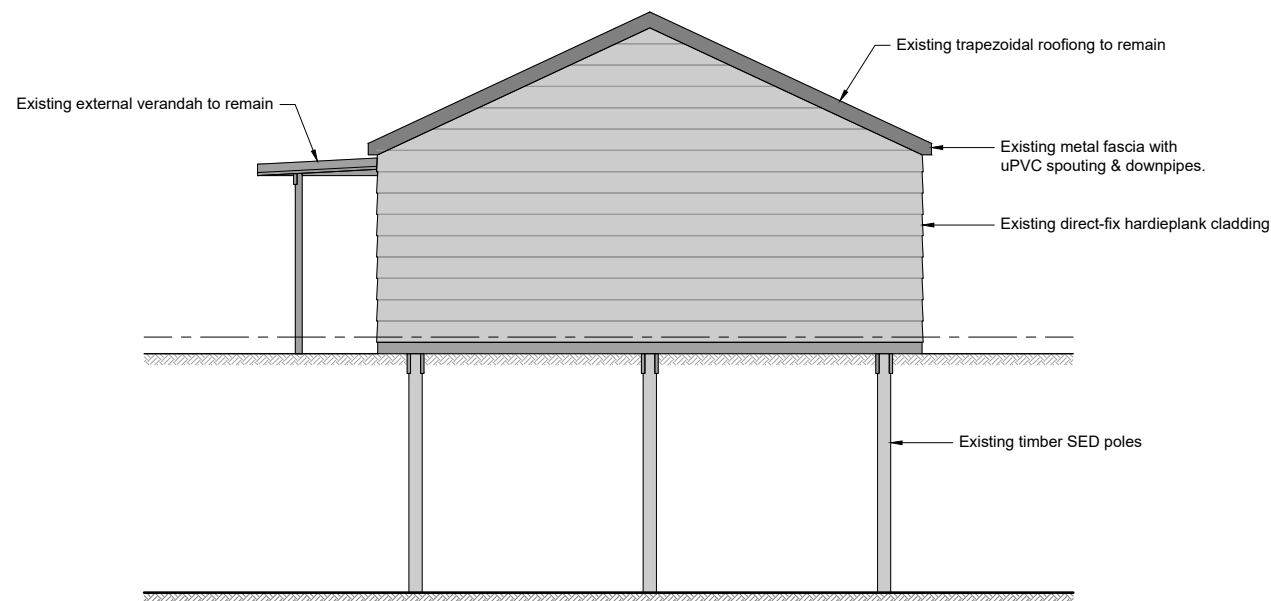 Existing trapezoidal roofiong to remain
Existing external verandah to remain
Existing metal fascia with
uPVC spouting & downpipes.
Existing direct-fix hardieplank cladding
Existing timber SED poles